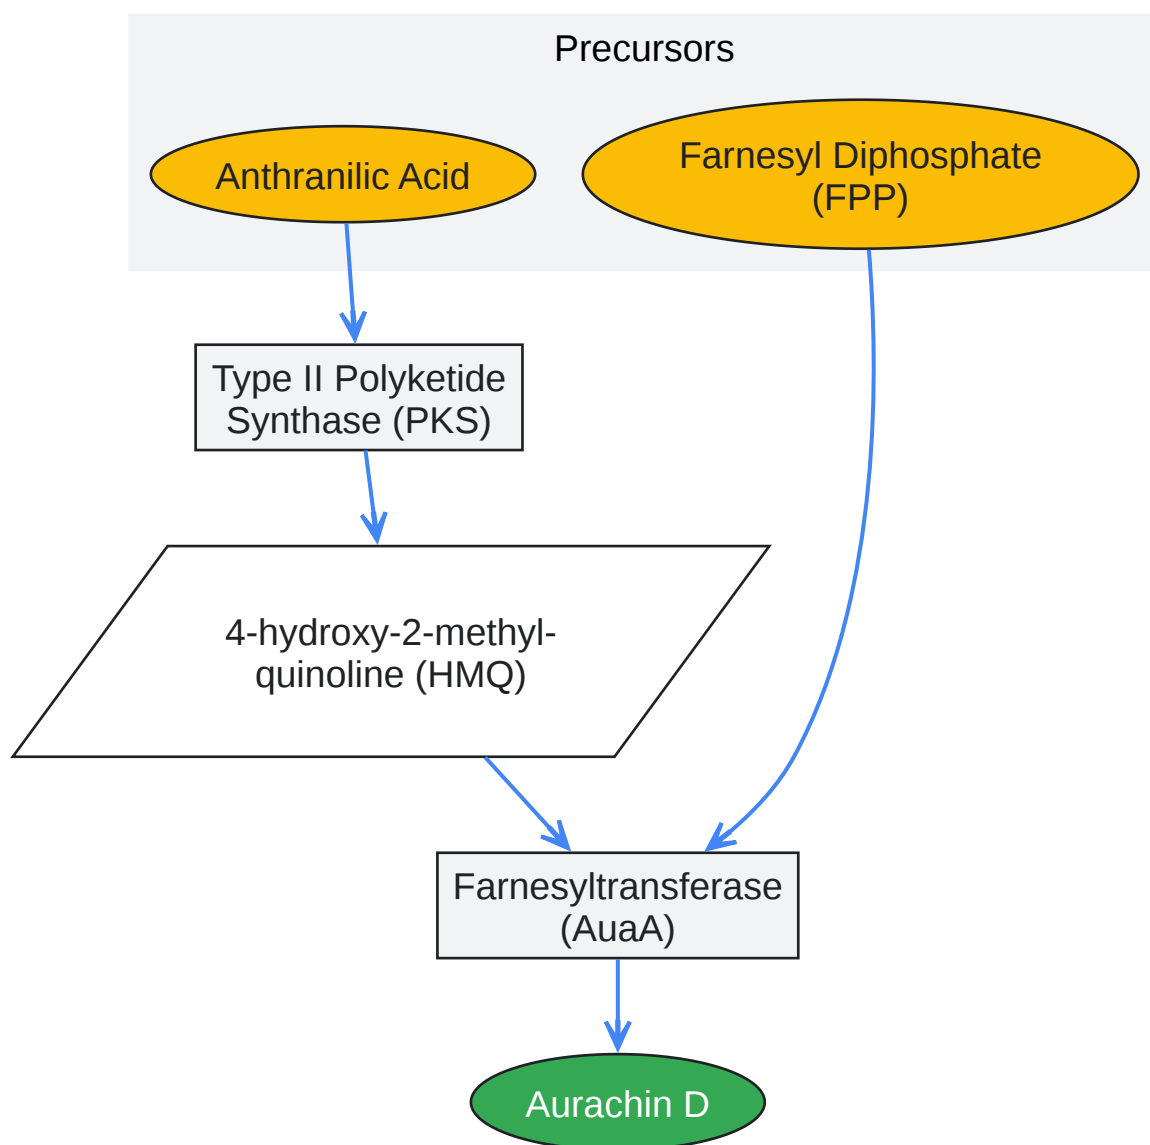 Precursors
Anthranilic Acid
Farnesyl Diphosphate
(FPP)
Type II Polyketide
Synthase (PKS)
4-hydroxy-2-methyl-
quinoline (HMQ)
Farnesyltransferase
(AuaA)
Aurachin D